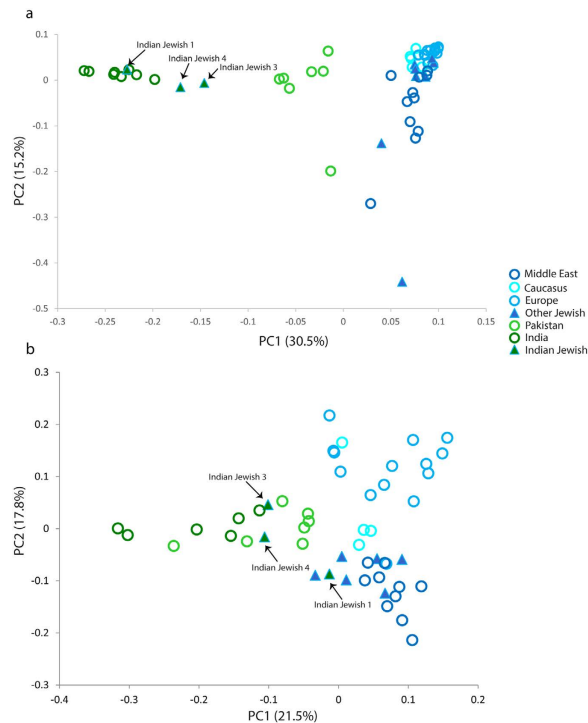 a
0.1
0
-0.1
-0.2
-0.3
-0.4
-0.5
PC2 (15.2%)
Indian Jewish 1
Indian Jewish 4
Indian Jewish 3
-0.3
-0.25
-0.2
-0.15
-0.1
-0.05
0
0.05
0.1
0.15
PC1 (30.5%)
Middle East
Caucasus
Europe
Other Jewish
Pakistan
India
Indian Jewish
b
0.3
0.2
0.1
0
-0.1
-0.2
-0.3
PC2 (17.8%)
Indian Jewish 3
Indian Jewish 4
Indian Jewish 1
-0.4
-0.3
-0.2
-0.1
0
0.1
0.2
PC1 (21.5%)